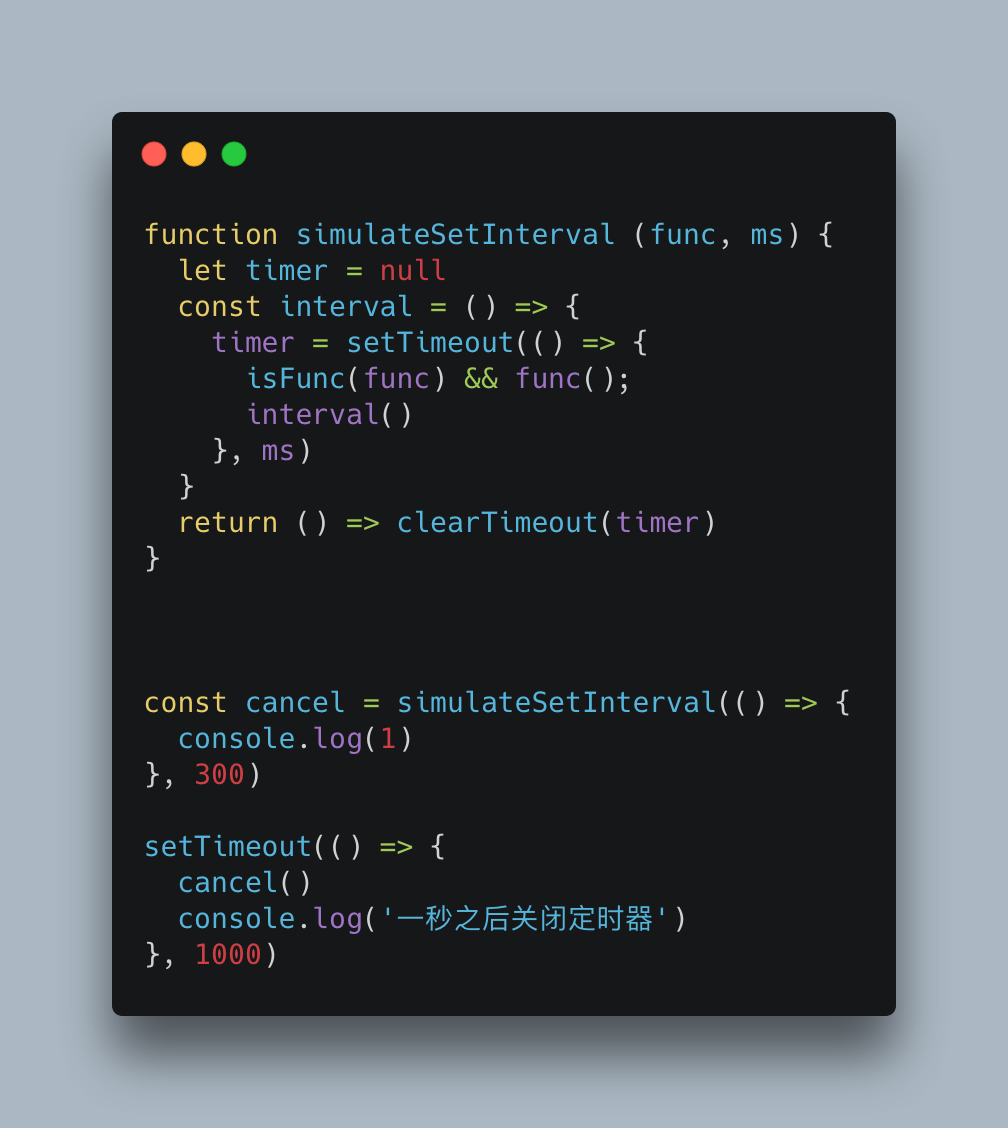 function simulateSetInterval (func, ms) {
  let timer = null
  const interval = () => {
    timer = setTimeout(() => {
      isFunc(func) && func();
      interval()
    }, ms)
  }
  return () => clearTimeout(timer)
}
const cancel = simulateSetInterval(() => {
  console.log(1)
}, 300)
setTimeout(() => {
  cancel()
  console.log('一秒之后关闭定时器')
}, 1000)